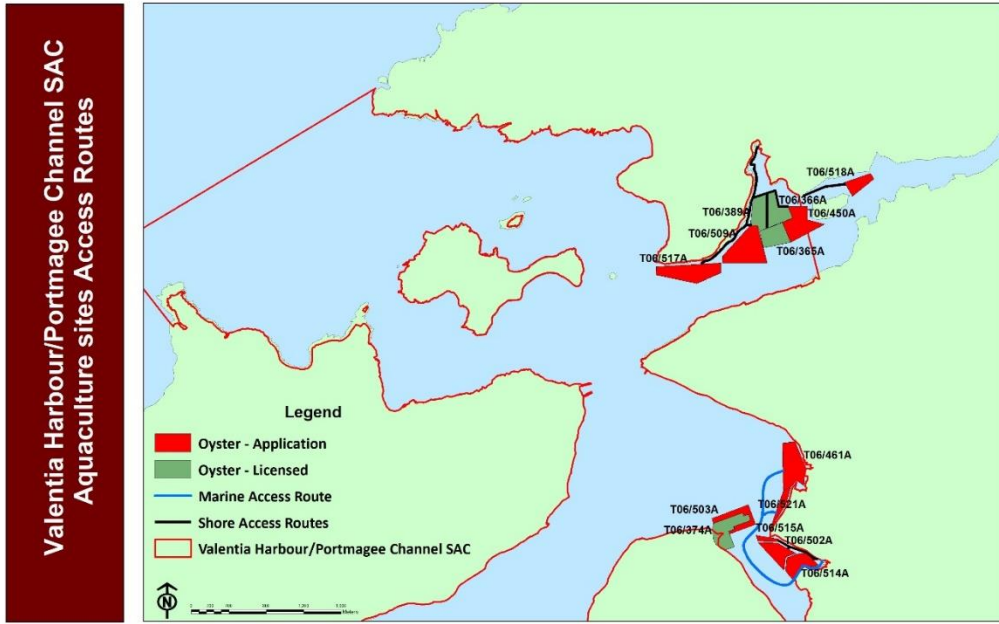 Valentia Harbour/Portmagee Channel SAC
Aquaculture sites Access Routes
T06/518A
T06/366A
T06/389A
T06/450A
T06/509A
T06/365A
T06/517A
Legend
Oyster - Application
Oyster - Licensed
Marine Access Route
Shore Access Routes
Valentia Harbour/Portmagee Channel SAC
T06/461A
T06/521A
T06/503A
T06/515A
T06/374A
T06/502A
T06/514A
N
Meters